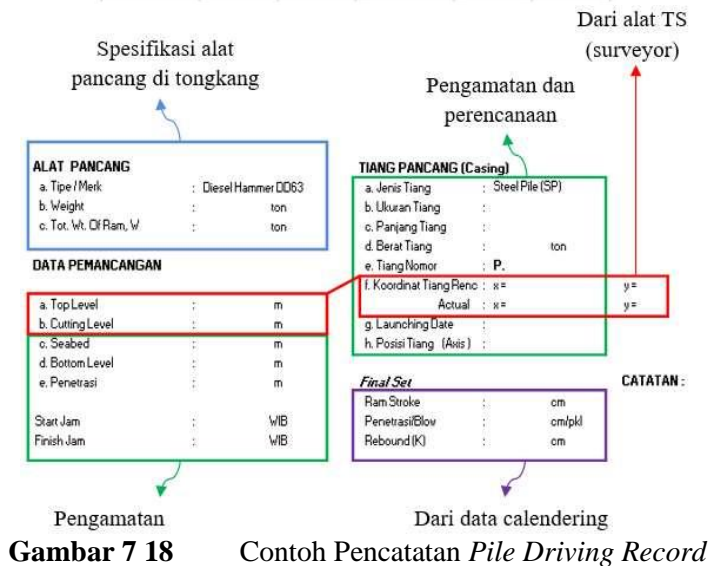 Dari alat TS
(surveyor)
Spesifikasi alat
pancang di tongkang
Pengamatan dan
perencanaan
ALAT PANCANG
a. Tipe / Merk : Diesel Hammer DD63
b. Weight : ton
c. Tot. Wt. Of Ram, W : ton
DATA PEMANCANGAN
a. Top Level : m
b. Cutting Level : m
c. Seabed : m
d. Bottom Level : m
e. Penetrasi : m
Start Jam : WIB
Finish Jam : WIB
TIANG PANCANG (Casing)
a. Jenis Tiang : Steel Pile (SP)
b. Ukuran Tiang :
c. Panjang Tiang :
d. Berat Tiang : ton
e. Tiang Nomor : P.
f. Koordinat Tiang Renc : x = y =
Actual : x = y =
g. Launching Date :
h. Posisi Tiang (Axis) :
Final Set
CATATAN :
Ram Stroke : cm
Penetrasi/Blow : cm/pkl
Rebound (K) : cm
Pengamatan
Dari data calendering
Gambar 7 18 Contoh Pencatatan Pile Driving Record